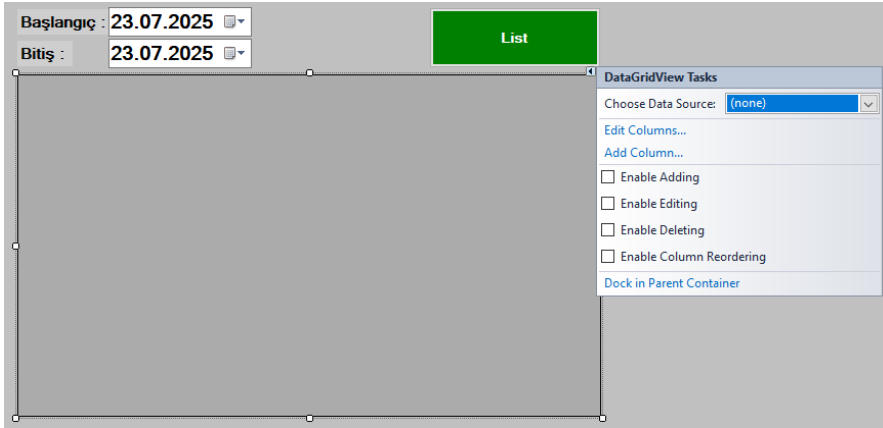 Başlangıç : 23.07.2025
Bitiş : 23.07.2025
List
DataGridView Tasks
Choose Data Source: (none)
Edit Columns...
Add Column...
Enable Adding
Enable Editing
Enable Deleting
Enable Column Reordering
Dock in Parent Container